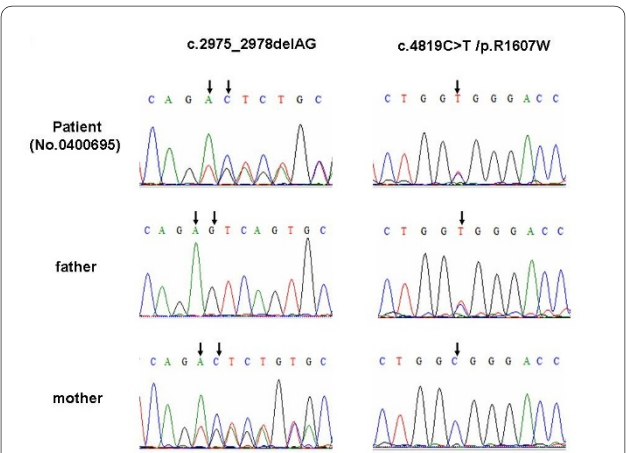 c.2975_2978delAG
c.4819C>T /p.R1607W
Patient
(No.0400695)
C A G A C T C T G C
C T G G T G G G A C C
father
C A G A G T C A G T G C
C T G G T G G G A C C
mother
C A G A C T C T G T G C
C T G G C G G G A C C